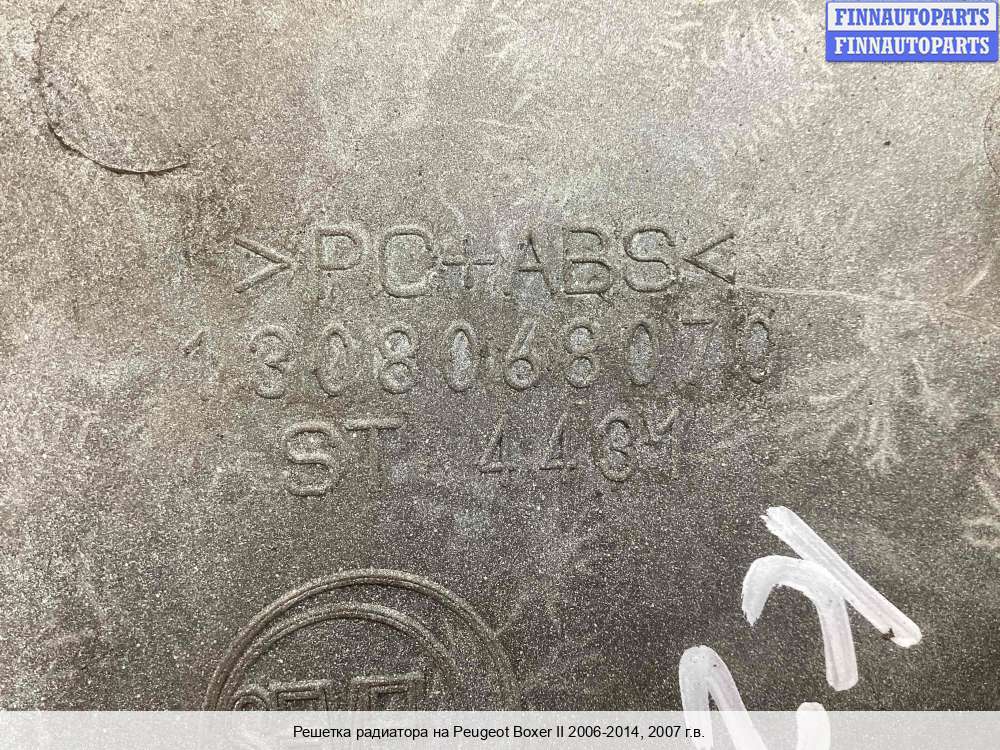 FINNAUTOPARTS
FINNAUTOPARTS
>PC+ABS<
1308068070
ST 4431
Решетка радиатора на Peugeot Boxer II 2006-2014, 2007 г.в.